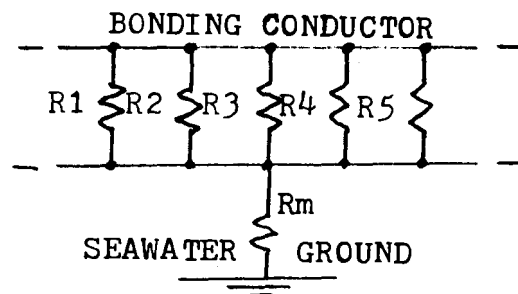 BONDING CONDUCTOR
R1 R2 R3 R4 R5
Rm
SEAWATER GROUND